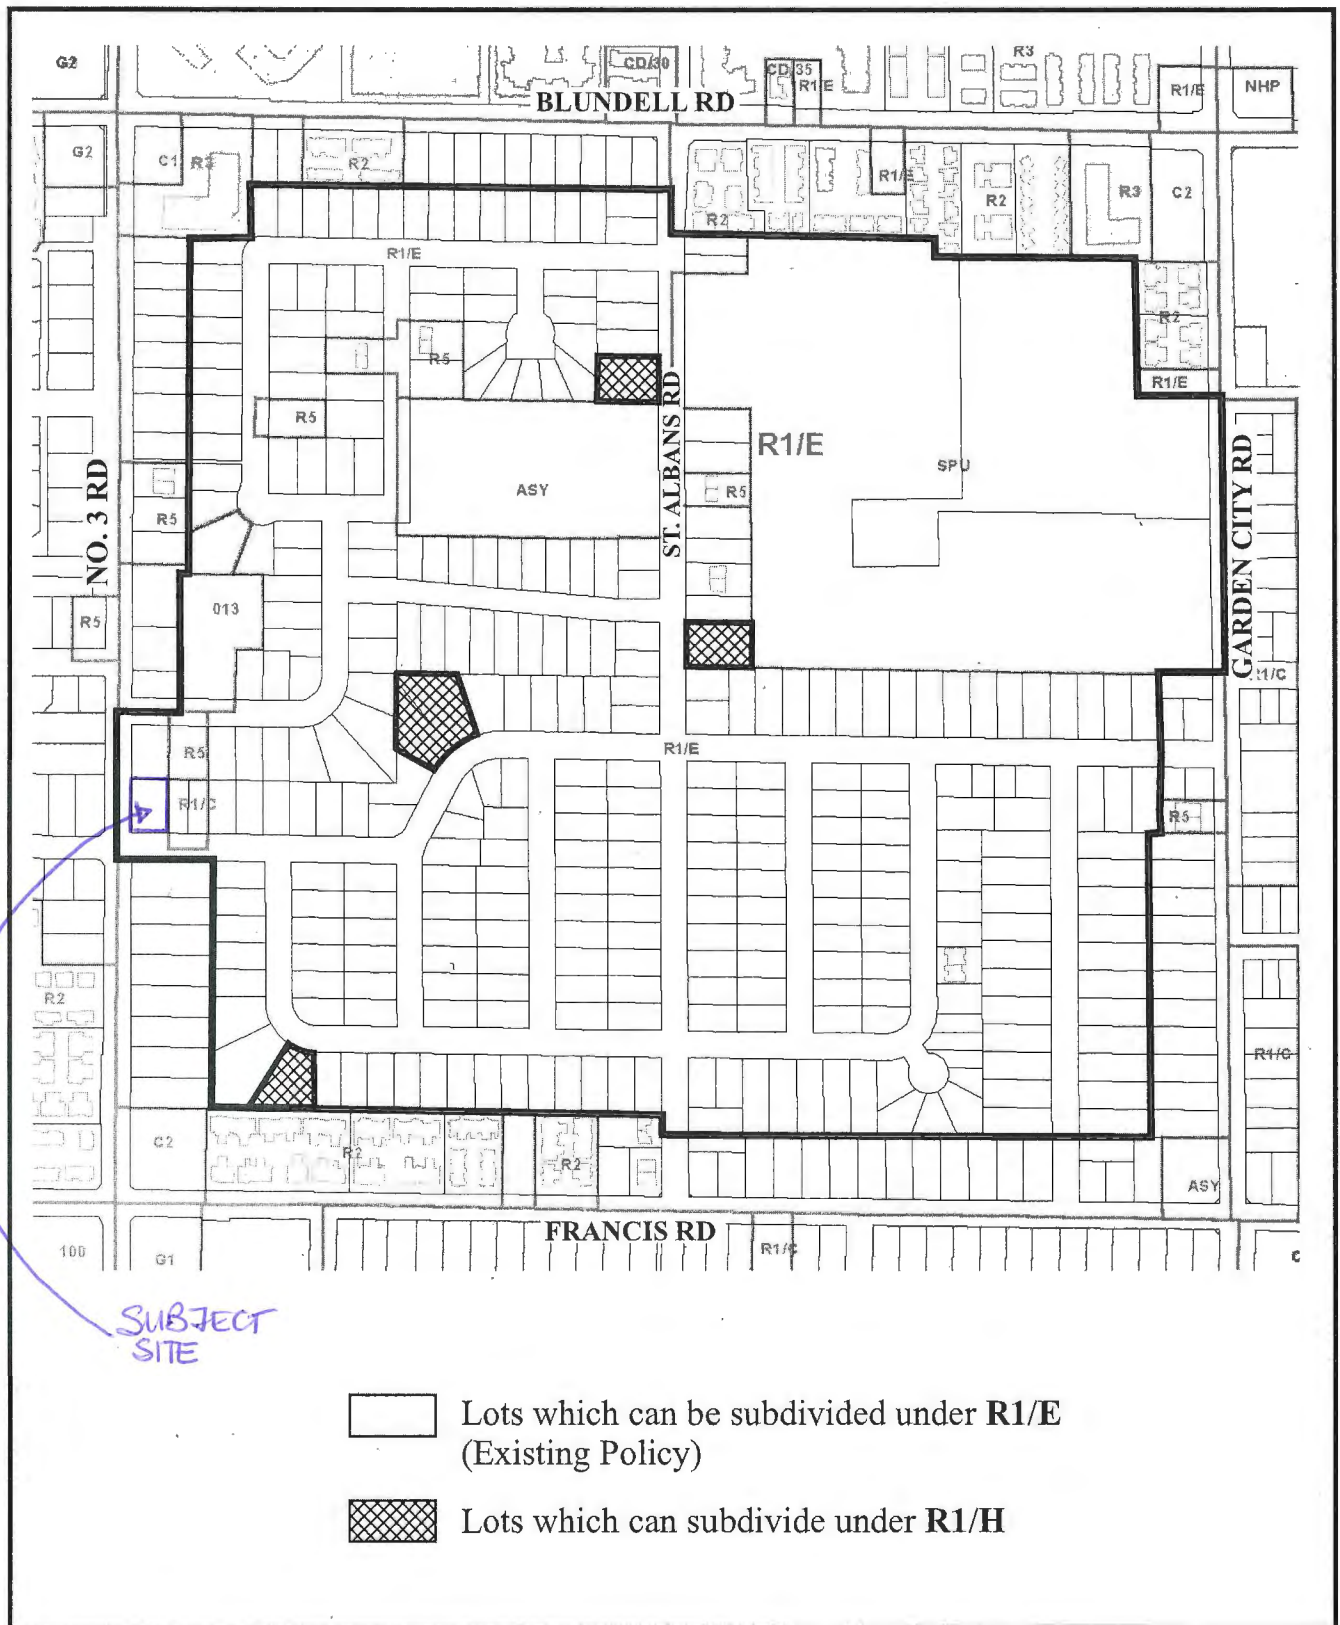 G2
CD/30
CD/35
R1/E
R3
R1/E
NHP
BLUNDELL RD
G2
C1
R3
R2
R1/E
R2
R3
C2
R2
R1/E
R2
R5
R1/E
R5
ST. ALBANS RD
R1/E
SPU
ASY
R5
NO. 3 RD
R5
GARDEN CITY RD
013
R5
R1/C
R5
R1/E
R1/C
R5
R2
R1/C
C2
R2
R2
ASY
FRANCIS RD
100
G1
R1/C
C
SUBJECT
SITE
Lots which can be subdivided under R1/E
(Existing Policy)
Lots which can subdivide under R1/H